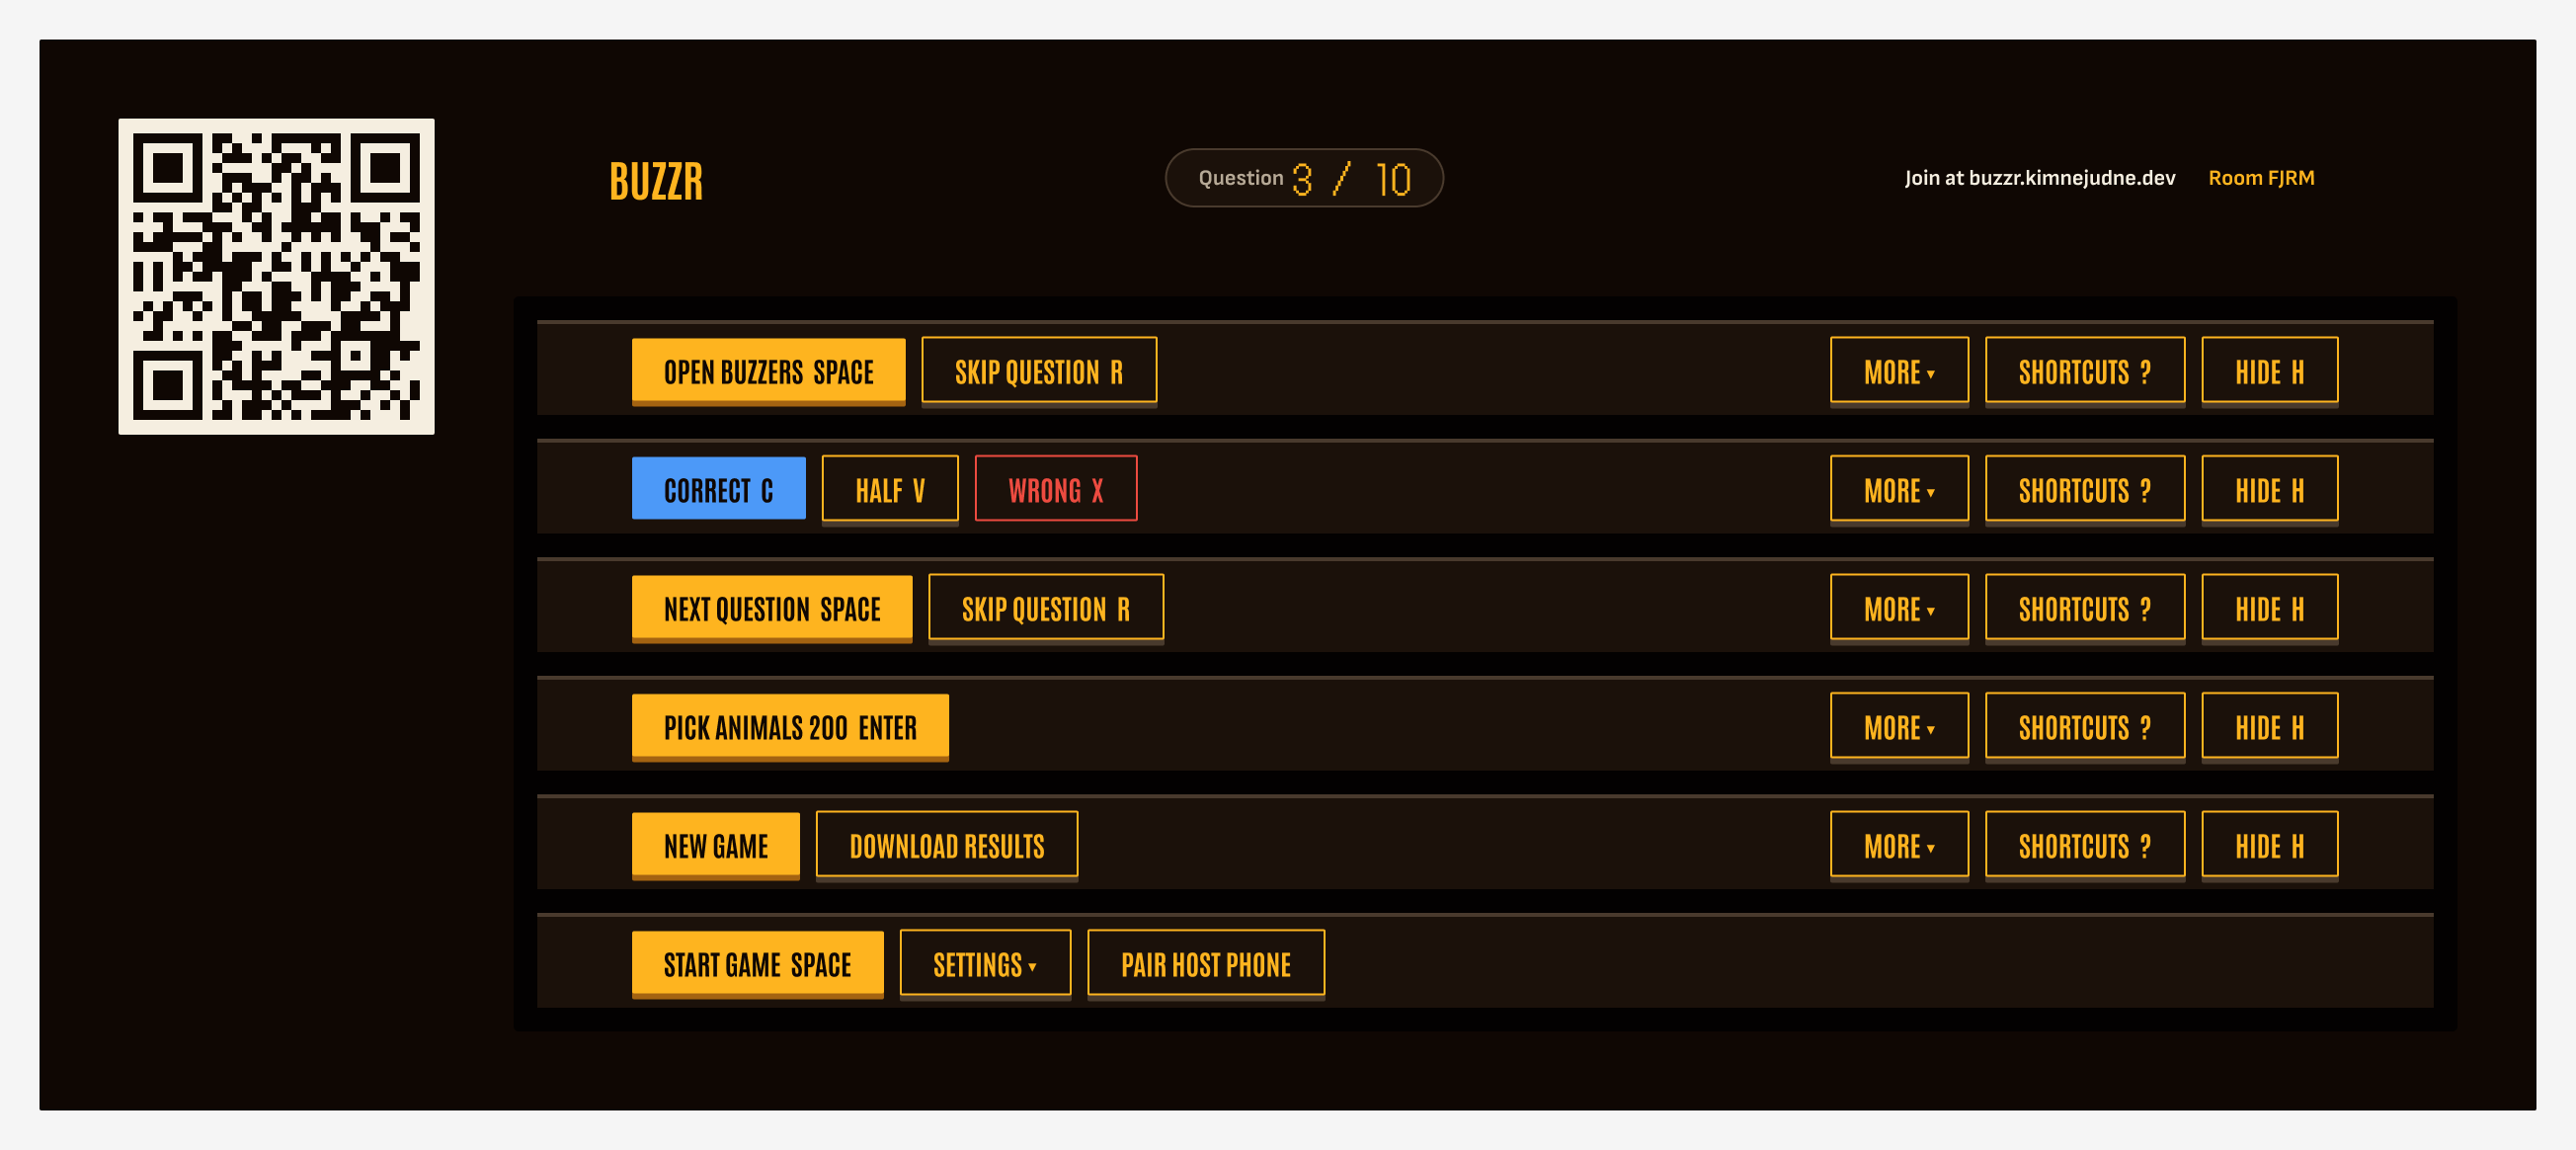 BUZZR
Question 3 / 10
Join at buzzr.kimnejudne.dev Room FJRM
OPEN BUZZERS SPACE SKIP QUESTION R MORE ▾ SHORTCUTS ? HIDE H
CORRECT C HALF V WRONG X MORE ▾ SHORTCUTS ? HIDE H
NEXT QUESTION SPACE SKIP QUESTION R MORE ▾ SHORTCUTS ? HIDE H
PICK ANIMALS 200 ENTER MORE ▾ SHORTCUTS ? HIDE H
NEW GAME DOWNLOAD RESULTS MORE ▾ SHORTCUTS ? HIDE H
START GAME SPACE SETTINGS ▾ PAIR HOST PHONE